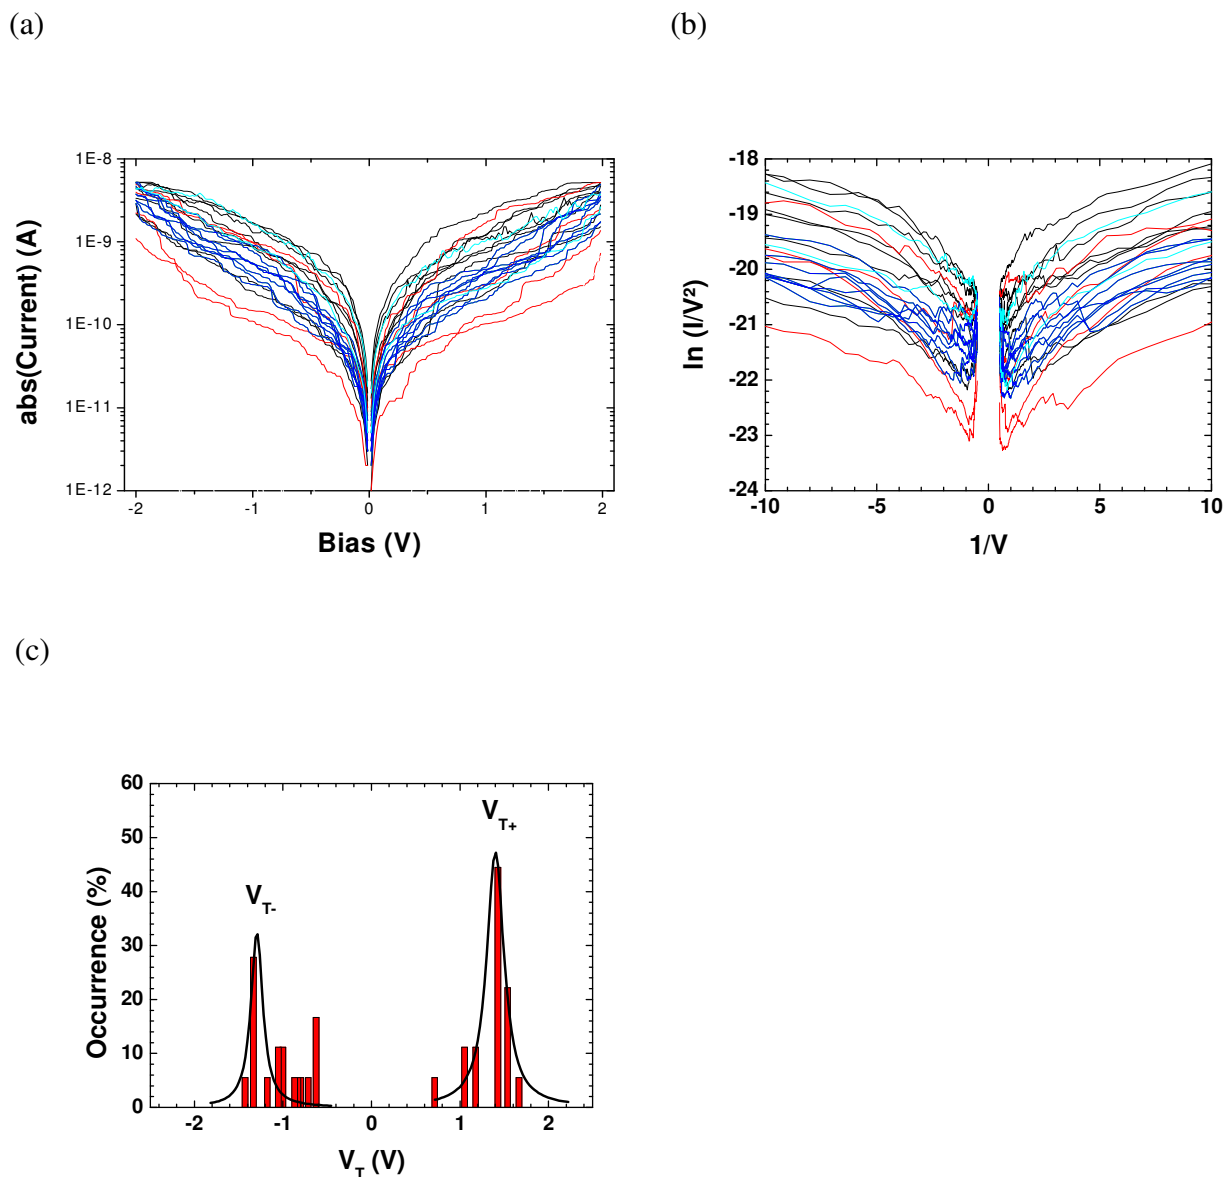 (a)
(b)
1E-8
1E-9
1E-10
1E-11
1E-12
abs(Current) (A)
-2
-1
0
1
2
Bias (V)
-18
-19
-20
-21
-22
-23
-24
ln (I/V²)
-10
-5
0
5
10
1/V
(c)
60
50
40
30
20
10
0
Occurrence (%)
V_T-
V_T+
-2
-1
0
1
2
V_T (V)